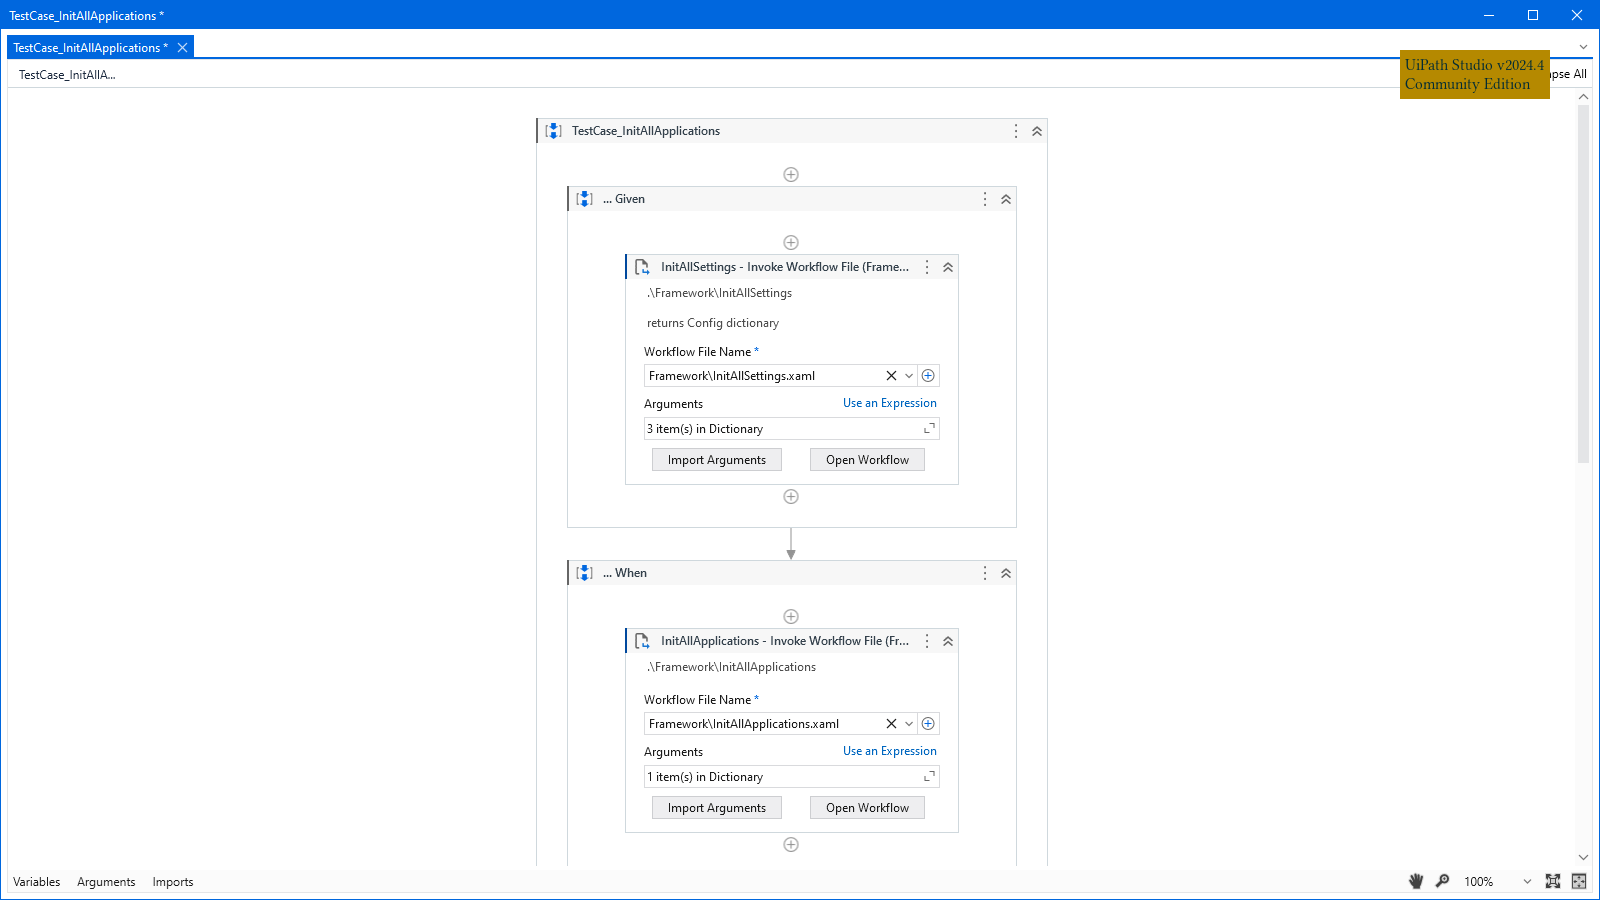 TestCase_InitAllApplications *
TestCase_InitAllApplications *
TestCase_InitAllA...
UiPath Studio v2024.4
Community Edition
pse All
TestCase_InitAllApplications
... Given
InitAllSettings - Invoke Workflow File (Frame...
.\Framework\InitAllSettings
returns Config dictionary
Workflow File Name *
Framework\InitAllSettings.xaml
Arguments Use an Expression
3 item(s) in Dictionary
Import Arguments Open Workflow
... When
InitAllApplications - Invoke Workflow File (Fr...
.\Framework\InitAllApplications
Workflow File Name *
Framework\InitAllApplications.xaml
Arguments Use an Expression
1 item(s) in Dictionary
Import Arguments Open Workflow
Variables Arguments Imports 100%